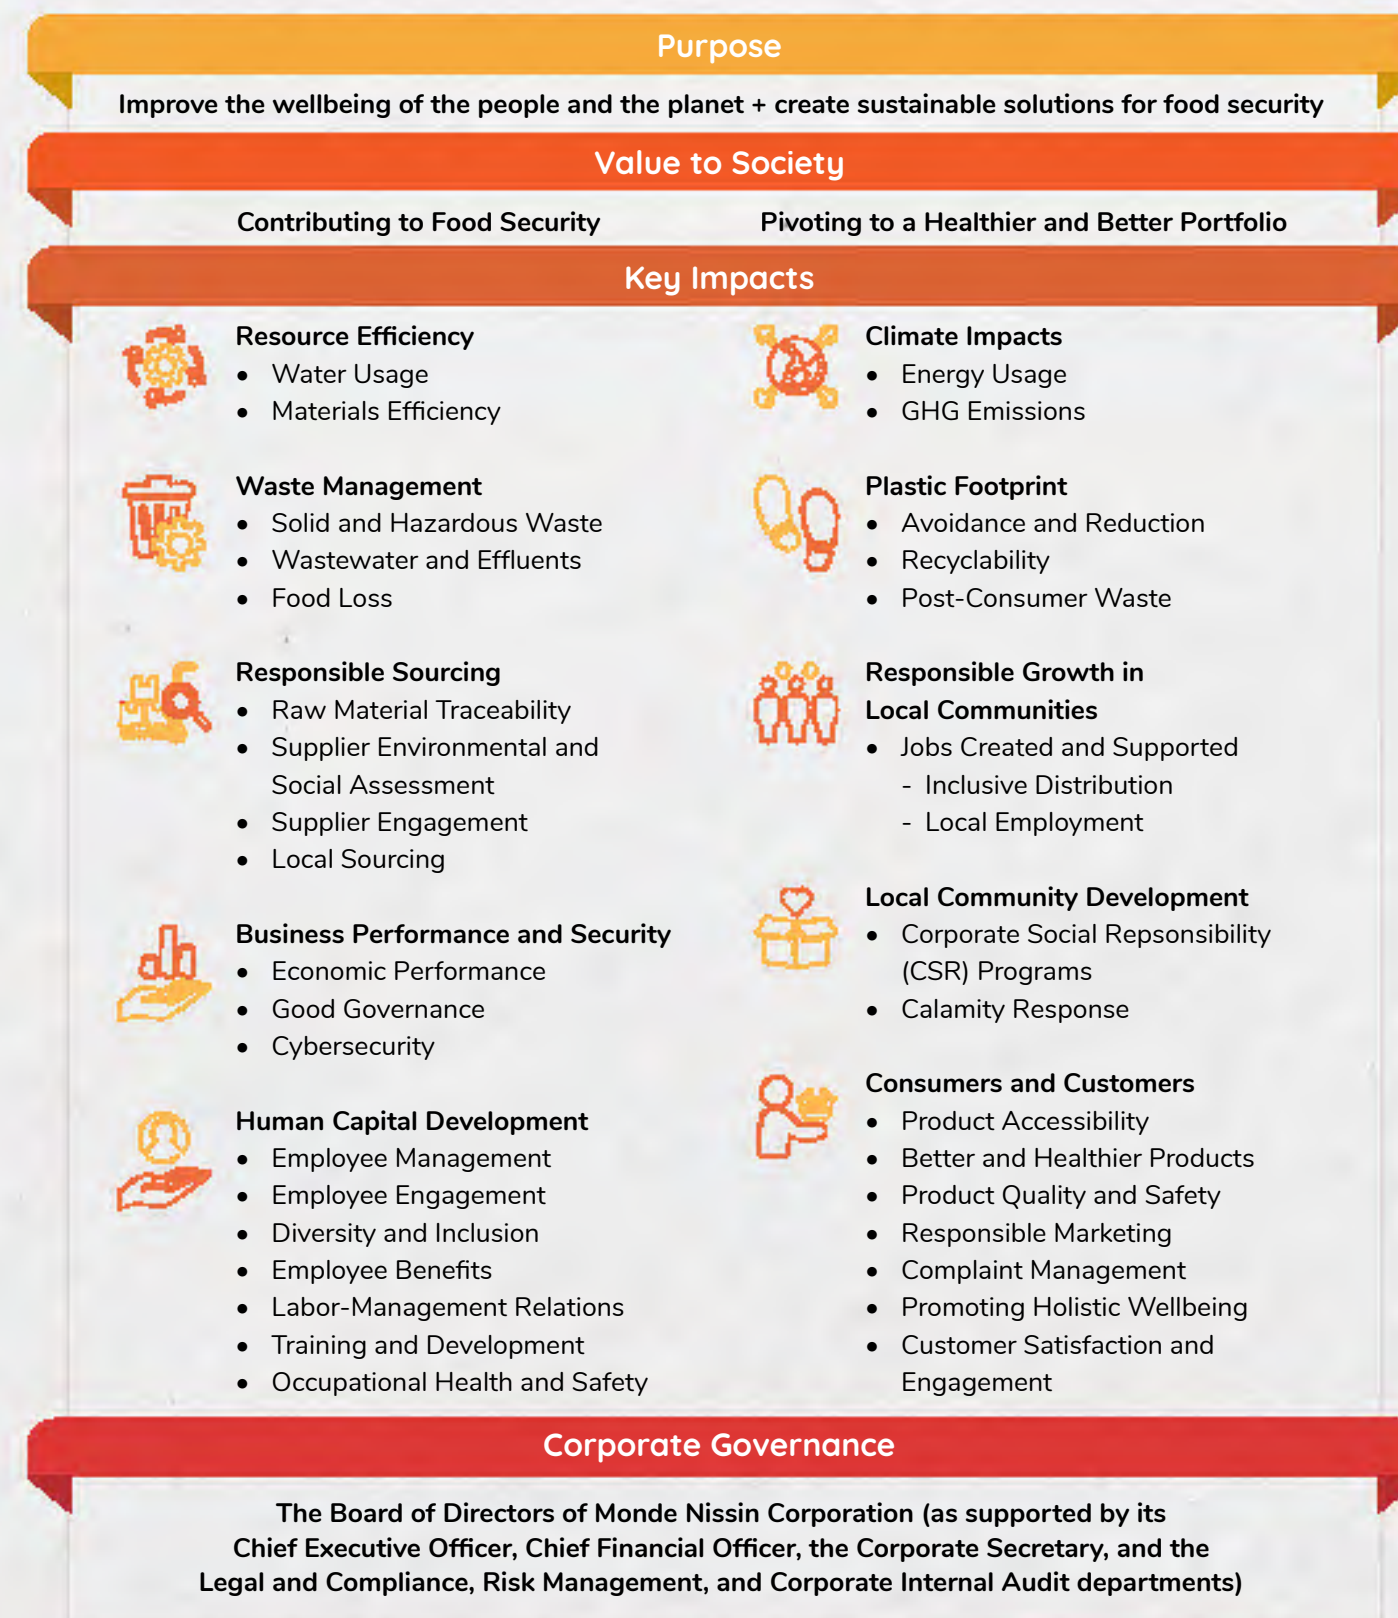 Purpose
Improve the wellbeing of the people and the planet + create sustainable solutions for food security
Value to Society
Contributing to Food Security
Pivoting to a Healthier and Better Portfolio
Key Impacts
Resource Efficiency
• Water Usage
• Materials Efficiency
Waste Management
• Solid and Hazardous Waste
• Wastewater and Effluents
• Food Loss
Responsible Sourcing
• Raw Material Traceability
• Supplier Environmental and
Social Assessment
• Supplier Engagement
• Local Sourcing
Business Performance and Security
• Economic Performance
• Good Governance
• Cybersecurity
Human Capital Development
• Employee Management
• Employee Engagement
• Diversity and Inclusion
• Employee Benefits
• Labor-Management Relations
• Training and Development
• Occupational Health and Safety
Climate Impacts
• Energy Usage
• GHG Emissions
Plastic Footprint
• Avoidance and Reduction
• Recyclability
• Post-Consumer Waste
Responsible Growth in
Local Communities
• Jobs Created and Supported
- Inclusive Distribution
- Local Employment
Local Community Development
• Corporate Social Repsonsibility
(CSR) Programs
• Calamity Response
Consumers and Customers
• Product Accessibility
• Better and Healthier Products
• Product Quality and Safety
• Responsible Marketing
• Complaint Management
• Promoting Holistic Wellbeing
• Customer Satisfaction and
Engagement
Corporate Governance
The Board of Directors of Monde Nissin Corporation (as supported by its
Chief Executive Officer, Chief Financial Officer, the Corporate Secretary, and the
Legal and Compliance, Risk Management, and Corporate Internal Audit departments)